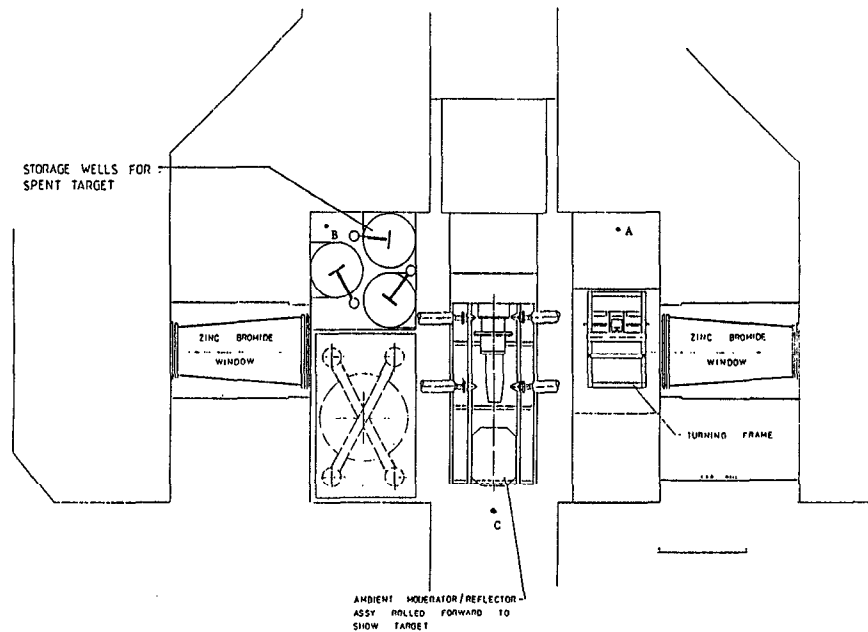 STORAGE WELLS FOR
SPENT TARGET
B
A
ZINC BROMIDE
WINDOW
ZINC BROMIDE
WINDOW
TURNING FRAME
C
AMBIENT MODERATOR/REFLECTOR
ASSY ROLLED FORWARD TO
SHOW TARGET